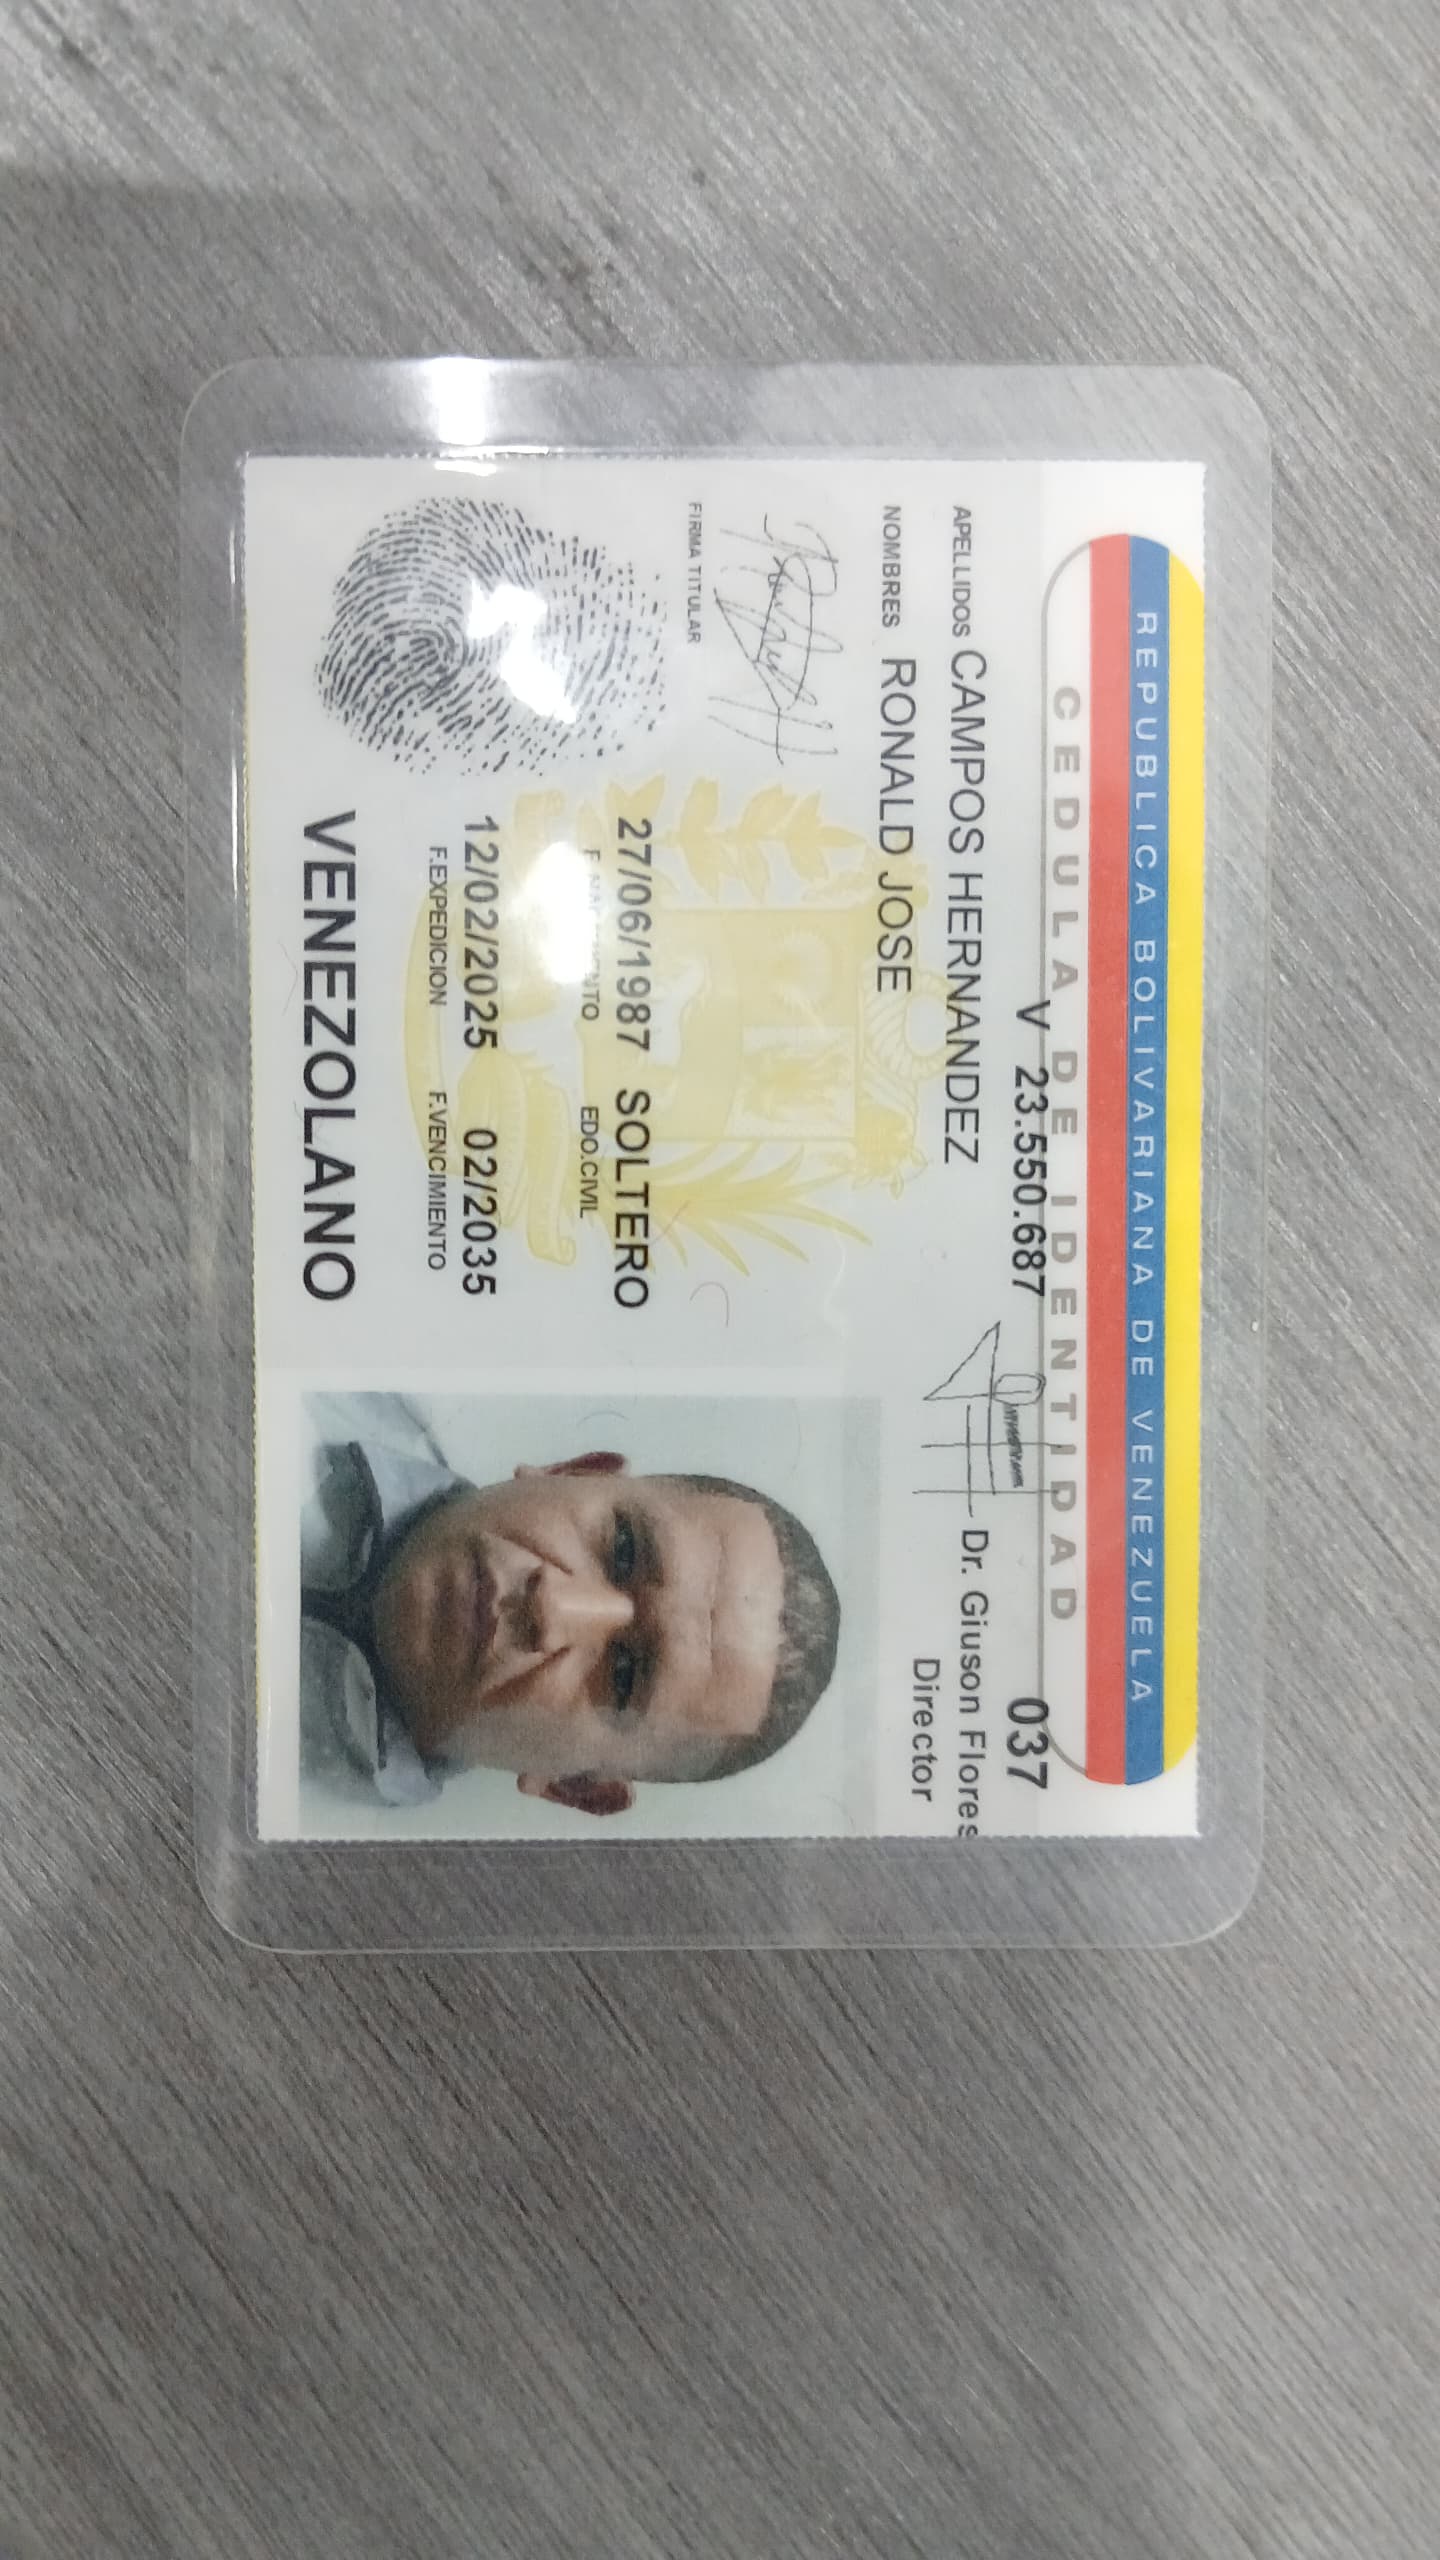 REPUBLICA BOLIVARIANA DE VENEZUELA
CEDULA DE IDENTIDAD
V 23.550.687
037
APELLIDOS CAMPOS HERNANDEZ
NOMBRES RONALD JOSE
Dr. Giuson Flores
Director
FIRMA TITULAR
27/06/1987 SOLTERO
EDO.CIVIL
12/02/2025 02/2035
F.EXPEDICION F.VENCIMIENTO
VENEZOLANO